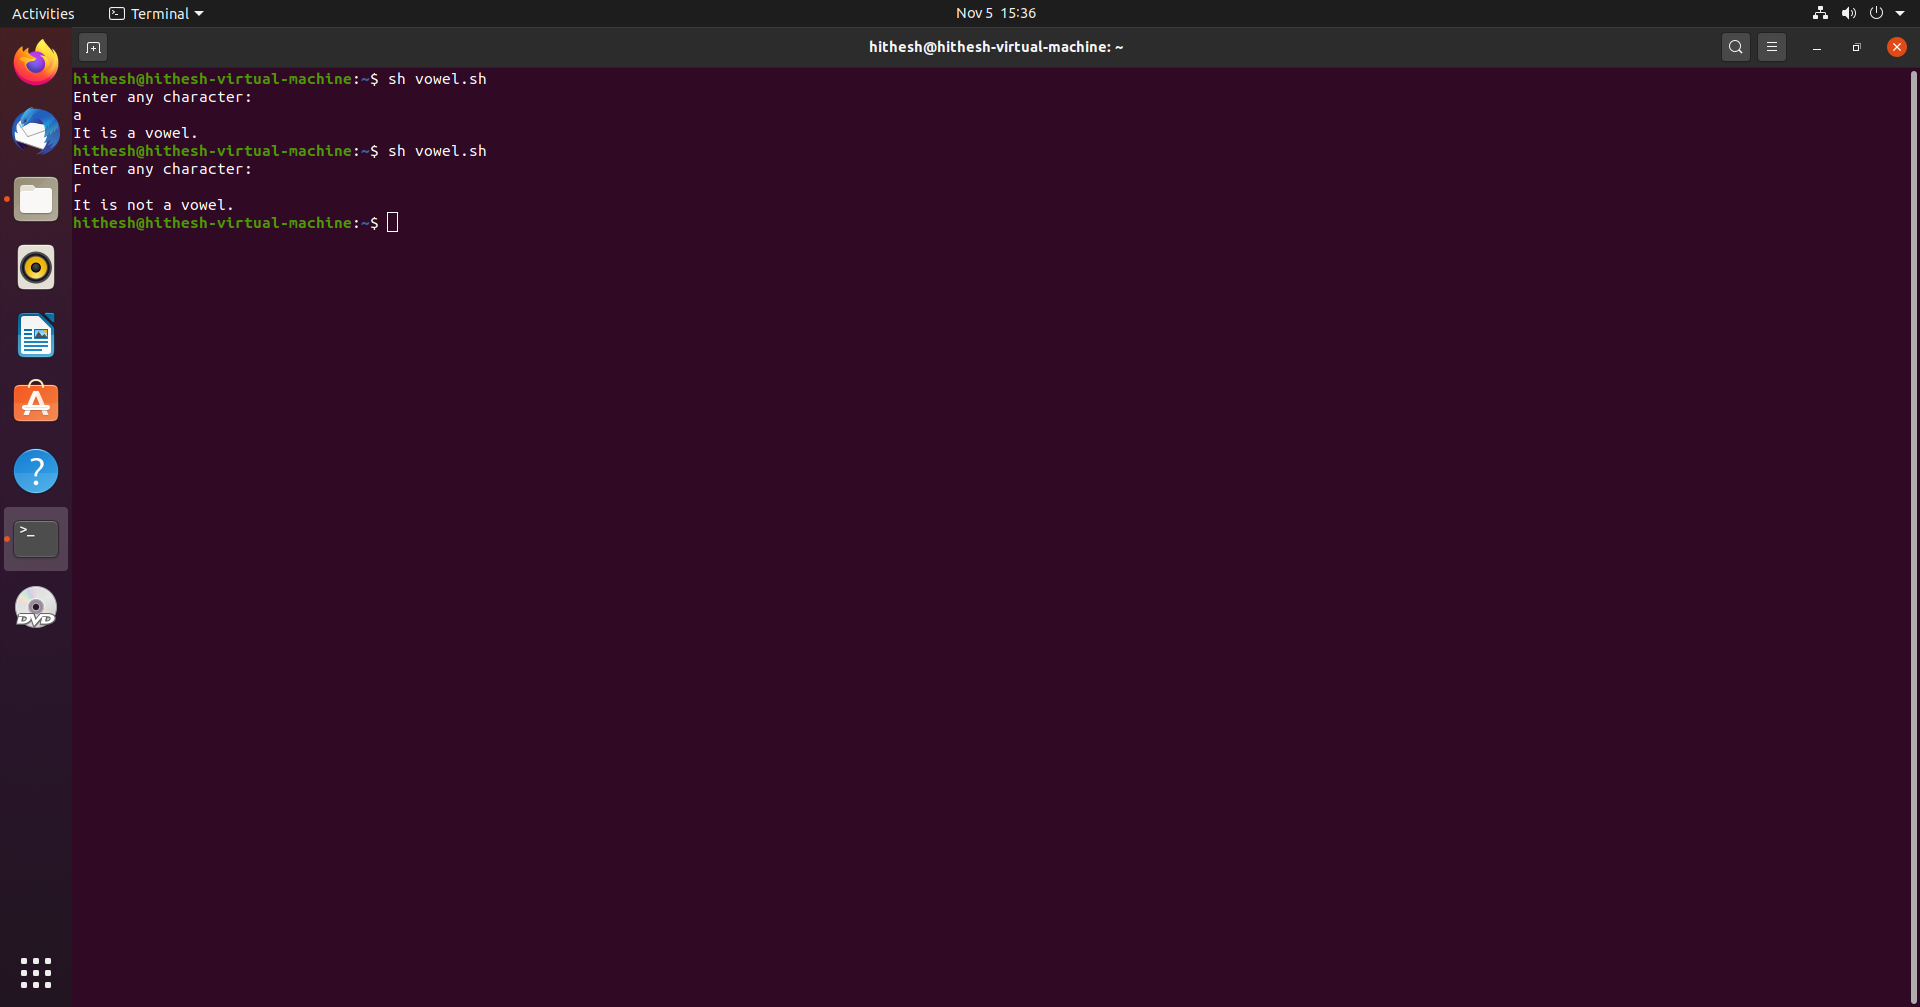 Activities
Terminal
Nov 5 15:36
hithesh@hithesh-virtual-machine: ~
hithesh@hithesh-virtual-machine:~$ sh vowel.sh
Enter any character:
a
It is a vowel.
hithesh@hithesh-virtual-machine:~$ sh vowel.sh
Enter any character:
r
It is not a vowel.
hithesh@hithesh-virtual-machine:~$
?
>_
DVD